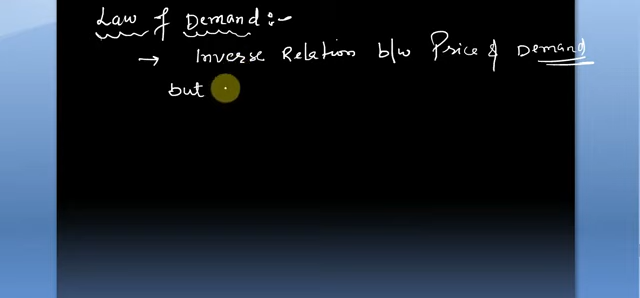 Law of Demand :-
→ Inverse Relation b/w Price & Demand
but